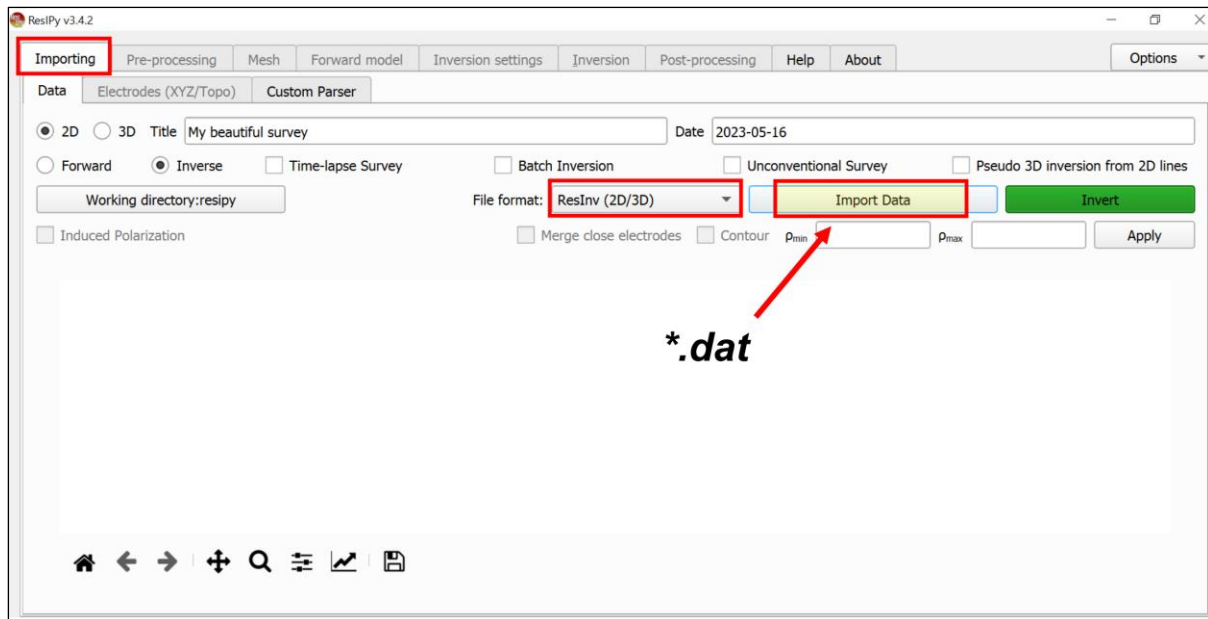 ResIPy v3.4.2
Importing Pre-processing Mesh Forward model Inversion settings Inversion Post-processing Help About Options
Data Electrodes (XYZ/Topo) Custom Parser
2D 3D Title My beautiful survey Date 2023-05-16
Forward Inverse Time-lapse Survey Batch Inversion Unconventional Survey Pseudo 3D inversion from 2D lines
Working directory:resipy File format: ResInv (2D/3D) Import Data Invert
Induced Polarization Merge close electrodes Contour ρmin ρmax Apply
*.dat